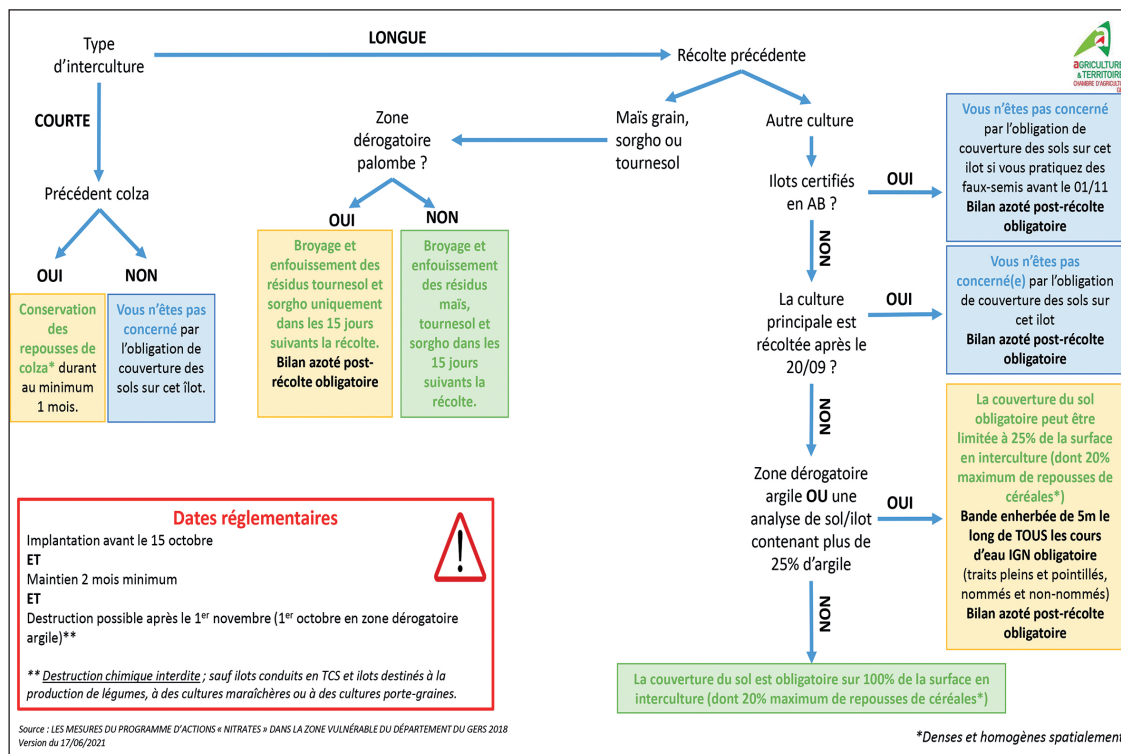 Type
d'interculture
LONGUE
Récolte précédente
aGRICULTURES
& TERRITOIRES
COURTE
Précédent colza
OUI
NON
Conservation
des
repousses de
colza* durant
au minimum
1 mois.
Vous n'êtes pas
concerné par
l'obligation de
couverture des
sols sur cet îlot.
Maïs grain,
sorgho ou
tournesol
Zone
dérogatoire
palombe ?
OUI
NON
Broyage et
enfouissement des
résidus tournesol et
sorgho uniquement
dans les 15 jours
suivants la récolte.
Bilan azoté post-
récolte obligatoire
Broyage et
enfouissement
des résidus
maïs,
tournesol et
sorgho dans les
15 jours
suivants la
récolte.
Autre culture
Ilots certifiés
en AB ?
OUI
Vous n'êtes pas concerné
par l'obligation de
couverture des sols sur cet
ilot si vous pratiquez des
faux-semis avant le 01/11
Bilan azoté post-récolte
obligatoire
NON
La culture
principale est
récoltée après le
20/09 ?
OUI
Vous n'êtes pas
concerné(e) par l'obligation
de couverture des sols sur
cet ilot
Bilan azoté post-récolte
obligatoire
NON
Zone dérogatoire
argile OU une
analyse de sol/ilot
contenant plus de
25% d'argile
OUI
La couverture du sol
obligatoire peut être
limitée à 25% de la surface
en interculture (dont 20%
maximum de repousses de
céréales*)
Bande enherbée de 5m le
long de TOUS les cours
d'eau IGN obligatoire
(traits pleins et pointillés,
nommés et non-nommés)
Bilan azoté post-récolte
obligatoire
NON
La couverture du sol est obligatoire sur 100% de la surface en
interculture (dont 20% maximum de repousses de céréales*)
Dates réglementaires
Implantation avant le 15 octobre
ET
Maintien 2 mois minimum
ET
Destruction possible après le 1er novembre (1er octobre en zone dérogatoire
argile)**
!
** Destruction chimique interdite ; sauf ilots conduits en TCS et ilots destinés à la
production de légumes, à des cultures maraîchères ou à des cultures porte-graines.
Source : LES MESURES DU PROGRAMME D'ACTIONS « NITRATES » DANS LA ZONE VULNÉRABLE DU DÉPARTEMENT DU GERS 2018
Version du 17/06/2021
*Denses et homogènes spatialement